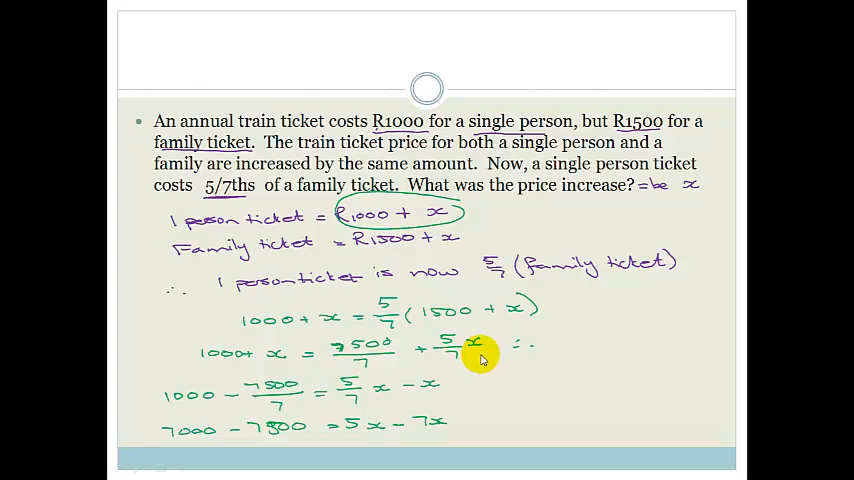 An annual train ticket costs R1000 for a single person, but R1500 for a
family ticket. The train ticket price for both a single person and a
family are increased by the same amount. Now, a single person ticket
costs 5/7ths of a family ticket. What was the price increase? = be x
1 person ticket = R1000 + x
Family ticket = R1500 + x
∴ 1 person ticket is now 5/7 (family ticket)
1000 + x = 5/7 (1500 + x)
1000 + x = 7500/7 + 5/7 x ∴
1000 - 7500/7 = 5/7 x - x
7000 - 7500 = 5x - 7x